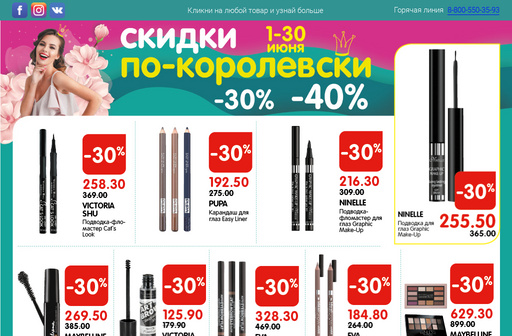 Кликни на любой товар и узнай больше
Горячая линия 8-800-550-35-93
СКИДКИ
1-30
ИЮНЯ
ПО-КОРОЛЕВСКИ
-30% -40%
-30%
258.30
369.00
VICTORIA
SHU
Подводка-фло-
мастер Cat's
Look
-30%
192.50
275.00
PUPA
Карандаш для
глаз Easy Liner
-30%
216.30
309.00
NINELLE
Подводка-
фломастер для
глаз Graphic
Make-Up
-30%
NINELLE
Подводка для
глаз Graphic
Make-Up
255.50
365.00
-30%
269.50
385.00
MAYBELLINE
-30%
125.90
179.90
VICTORIA
-30%
328.30
469.00
-30%
184.80
264.00
EVA
-30%
629.30
899.00
MAYBELLINE